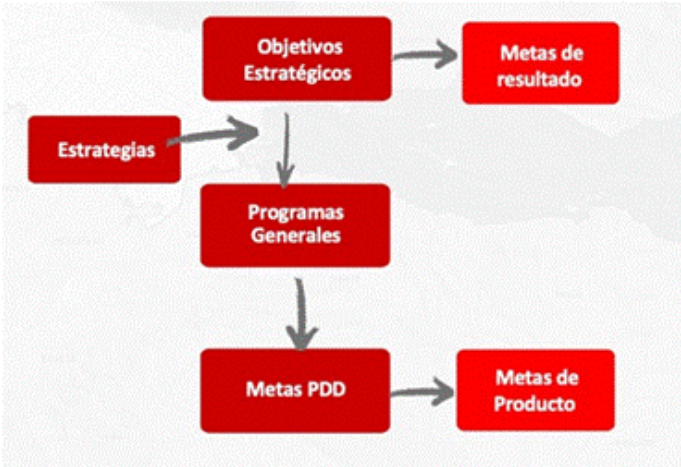 Objetivos
Estratégicos
Metas de
resultado
Estrategias
Programas
Generales
Metas PDD
Metas de
Producto